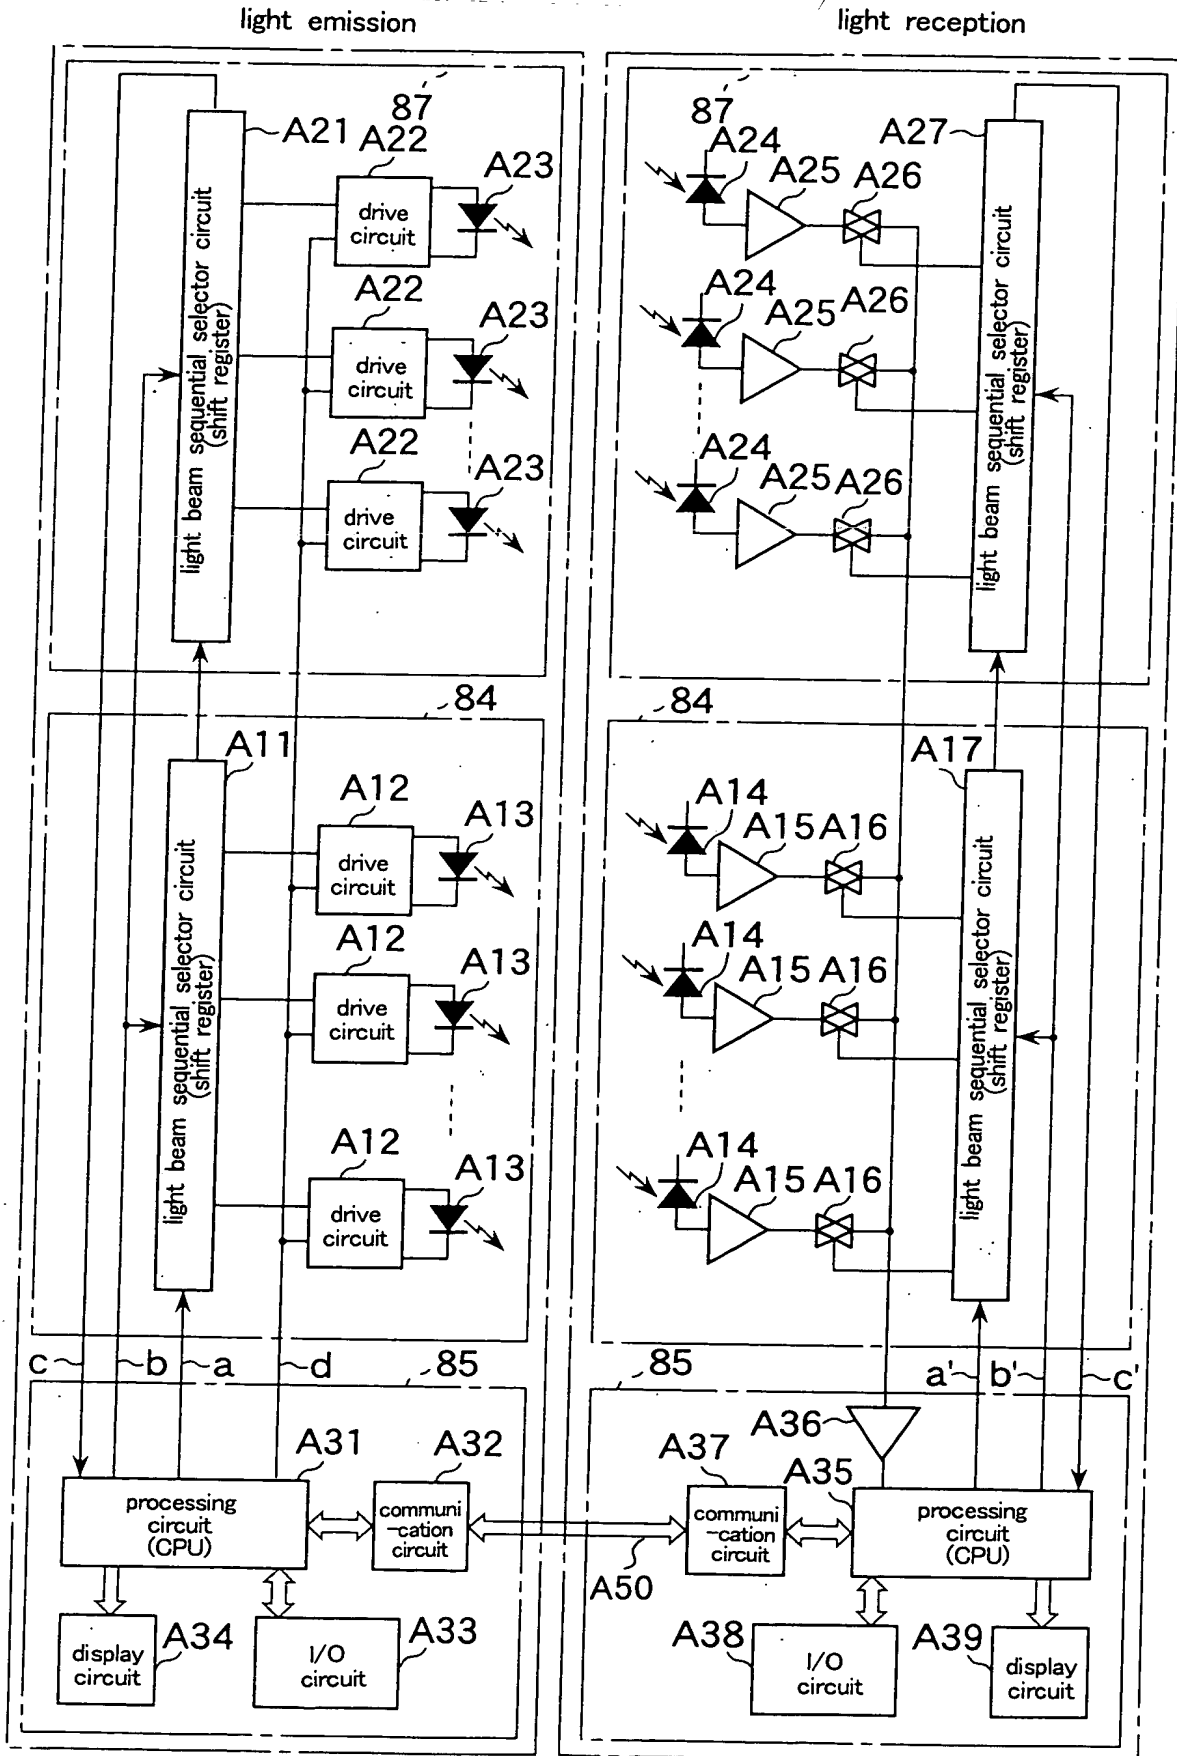 light emission
light reception
87
A21
A22
A23
drive
circuit
A22
A23
drive
circuit
A22
A23
drive
circuit
light beam sequential selector circuit
(shift register)
87
A24
A25
A26
A27
A24
A25
A26
A24
A25
A26
light beam sequential selector circuit
(shift register)
84
A11
A12
A13
drive
circuit
A12
A13
drive
circuit
A12
A13
drive
circuit
light beam sequential selector circuit
(shift register)
84
A17
A14
A15
A16
A14
A15
A16
A14
A15
A16
light beam sequential selector circuit
(shift register)
c
b
a
d
85
A31
A32
processing
circuit
(CPU)
communi
-cation
circuit
A34
display
circuit
A33
I/O
circuit
85
a'
b'
c'
A36
A37
A35
communi
-cation
circuit
processing
circuit
(CPU)
A50
A38
I/O
circuit
A39
display
circuit